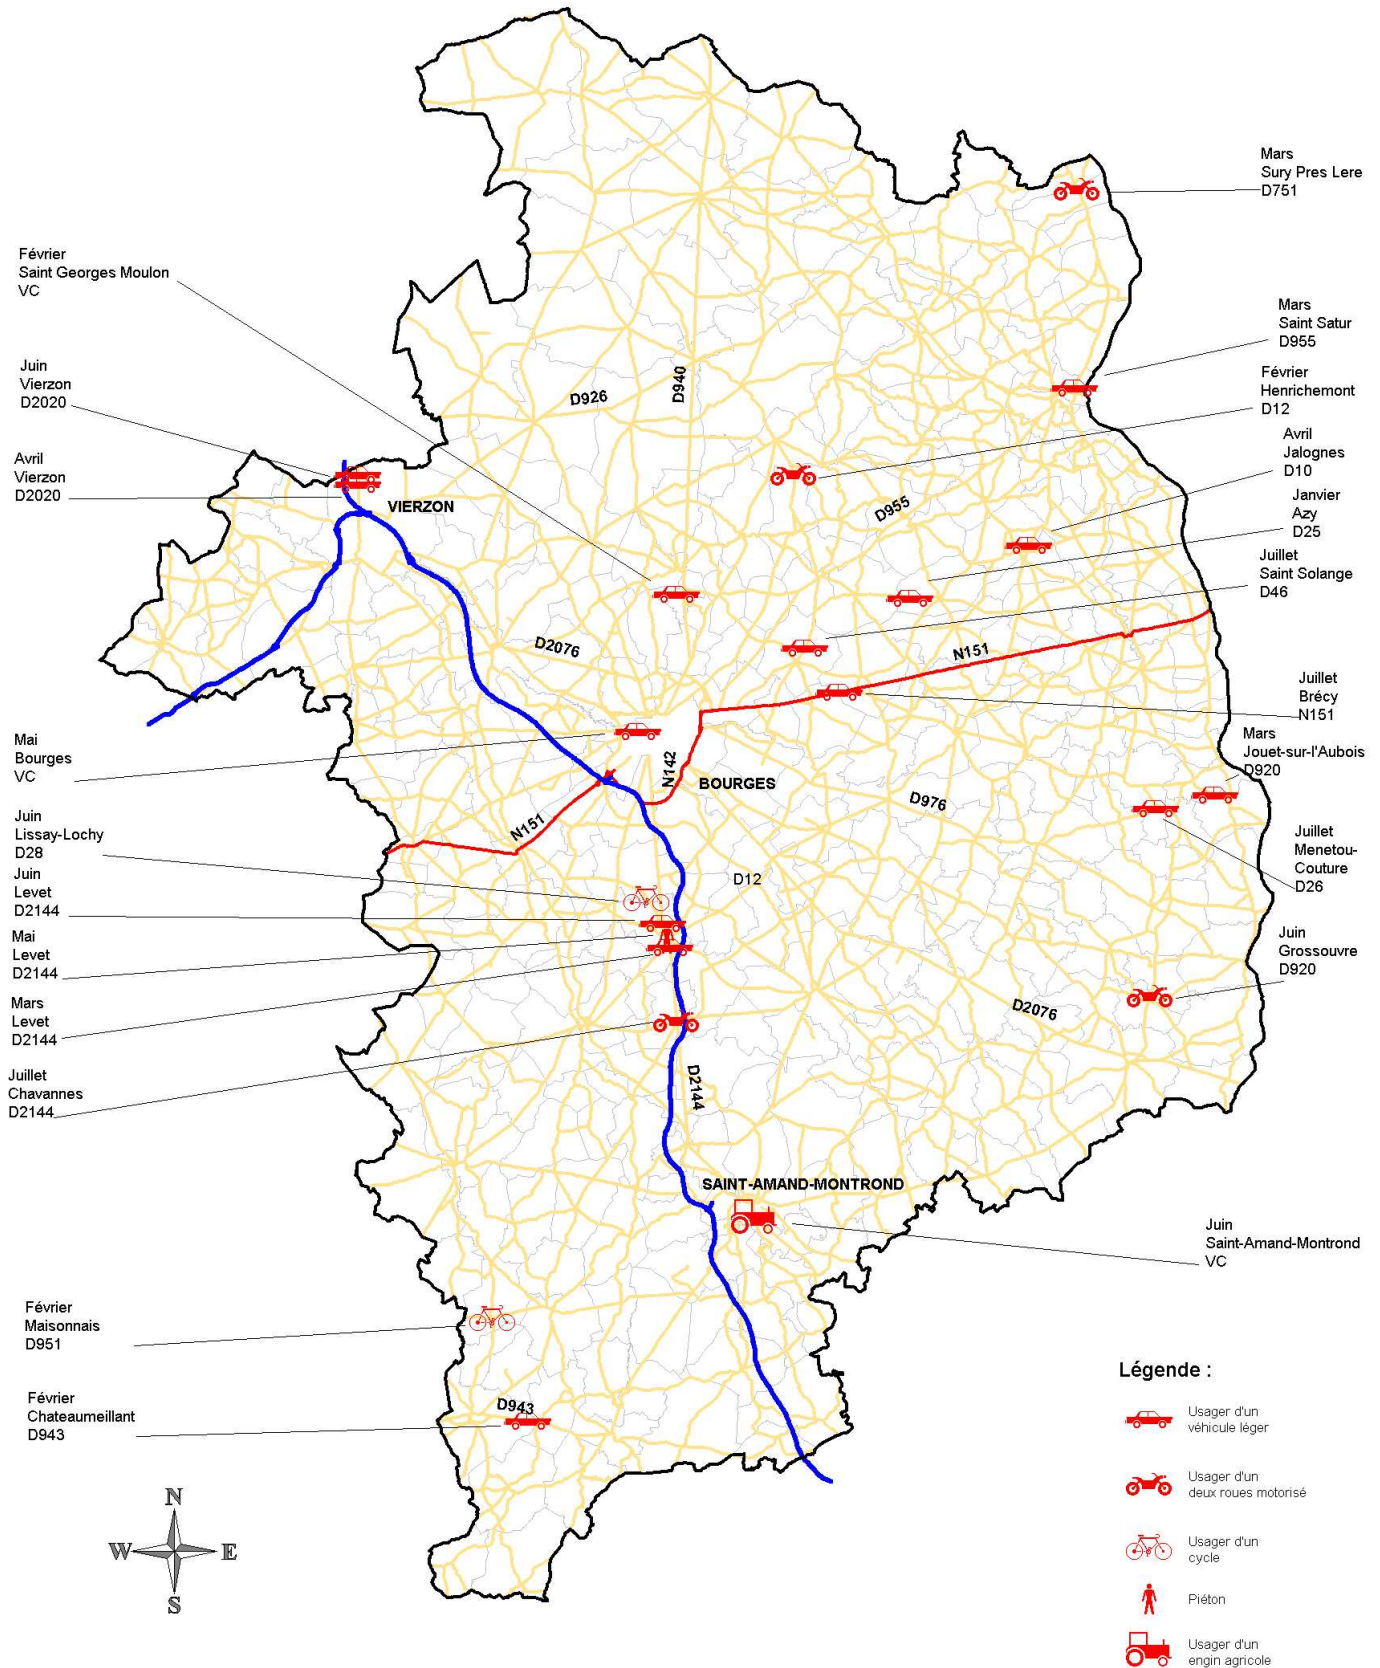 Mars
Sury Pres Lere
D751
Février
Saint Georges Moulon
VC
Mars
Saint Satur
D955
Juin
Vierzon
D2020
Février
Henrichemont
D12
D926
D940
Avril
Jalognes
D10
Avril
Vierzon
D2020
VIERZON
D955
Janvier
Azy
D25
Juillet
Saint Solange
D46
D2076
N151
Juillet
Brécy
N151
Mai
Bourges
VC
Mars
Jouet-sur-l'Aubois
D920
N142
BOURGES
D976
N151
Juin
Lissay-Lochy
D28
Juillet
Menetou-
Couture
D26
D12
Juin
Levet
D2144
Mai
Levet
D2144
Juin
Grossouvre
D920
Mars
Levet
D2144
D2076
Juillet
Chavannes
D2144
D2144
SAINT-AMAND-MONTROND
Juin
Saint-Amand-Montrond
VC
Février
Maisonnais
D951
Février
Chateaumeillant
D943
D943
Légende :
Usager d'un
véhicule léger
Usager d'un
deux roues motorisé
Usager d'un
cycle
Piéton
Usager d'un
engin agricole
N
W
E
S